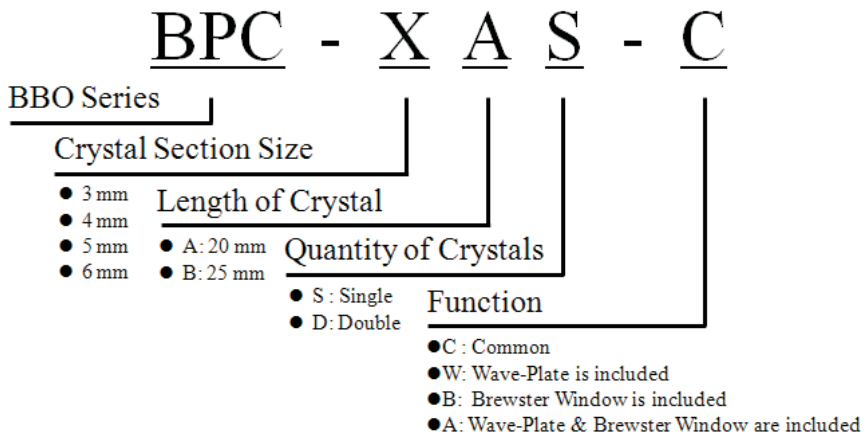 BPC - X A S - C
BBO Series
Crystal Section Size
● 3 mm
● 4 mm
● 5 mm
● 6 mm
Length of Crystal
● A: 20 mm
● B: 25 mm
Quantity of Crystals
● S : Single
● D: Double
Function
●C : Common
●W: Wave-Plate is included
●B: Brewster Window is included
●A: Wave-Plate & Brewster Window are included